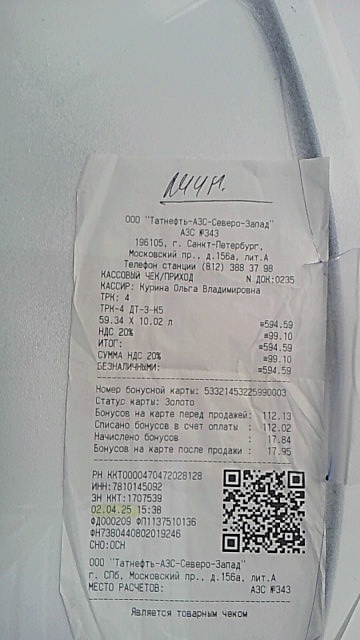 ООО "Татнефть-АЗС-Северо-Запад"
АЗС №343
196105, г. Санкт-Петербург,
Московский пр., д.156а, лит.А
Телефон станции (812) 388 37 98
КАССОВЫЙ ЧЕК/ПРИХОД N ДОК:0235
КАССИР: Курина Ольга Владимировна
ТРК: 4
ТРК-4 ДТ-З-К5
59.34 X 10.02 л =594.59
НДС 20% =99.10
ИТОГ: =594.59
СУММА НДС 20% =99.10
БЕЗНАЛИЧНЫМИ: =594.59
Номер бонусной карты: 53321453225990003
Статус карты: Золото
Бонусов на карте перед продажей: 112.13
Списано бонусов в счет оплаты : 112.02
Начислено бонусов : 17.84
Бонусов на карте после продажи : 17.95
РН ККТ0000470472028128
ИНН:7810145092
ЗН ККТ:1707539
02.04.25 15:38
ФД000209 ФП1137510136
ФН7380440802019246
СНО:ОСН
ООО "Татнефть-АЗС-Северо-Запад"
г. СПб, Московский пр., д.156а, лит.А
МЕСТО РАСЧЕТОВ: АЗС №343
Является товарным чеком